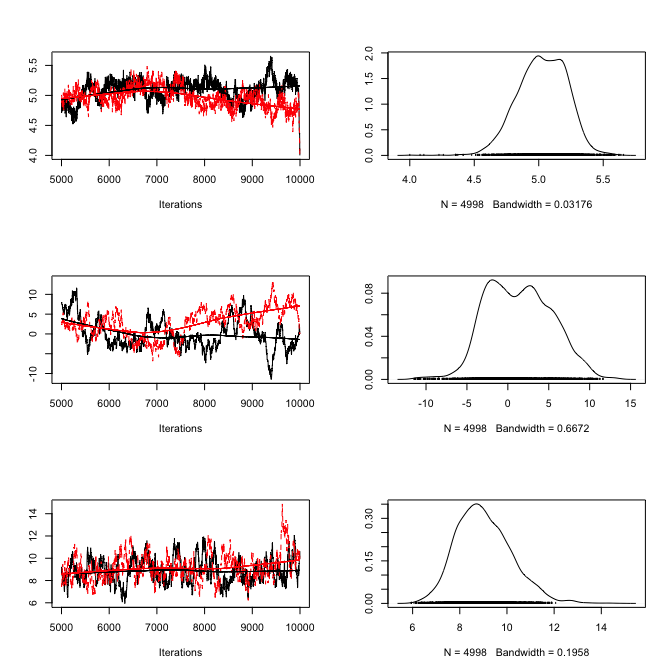 4.0 4.5 5.0 5.5
5000 6000 7000 8000 9000 10000
Iterations
0.0 0.5 1.0 1.5 2.0
4.0 4.5 5.0 5.5
N = 4998 Bandwidth = 0.03176
-10 0 5 10
5000 6000 7000 8000 9000 10000
Iterations
0.00 0.04 0.08
-10 -5 0 5 10 15
N = 4998 Bandwidth = 0.6672
6 8 10 12 14
5000 6000 7000 8000 9000 10000
Iterations
0.00 0.15 0.30
6 8 10 12 14
N = 4998 Bandwidth = 0.1958